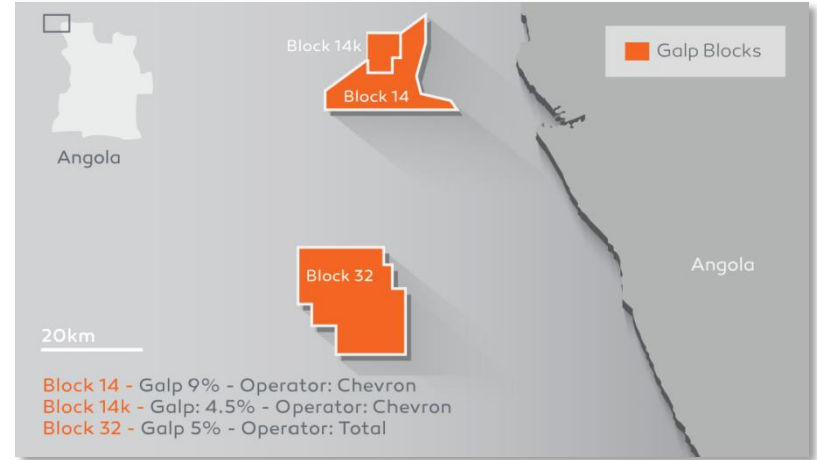 Block 14k
Block 14
Galp Blocks
Angola
Block 32
Angola
20km
Block 14 - Galp 9% - Operator: Chevron
Block 14k - Galp: 4.5% - Operator: Chevron
Block 32 - Galp 5% - Operator: Total